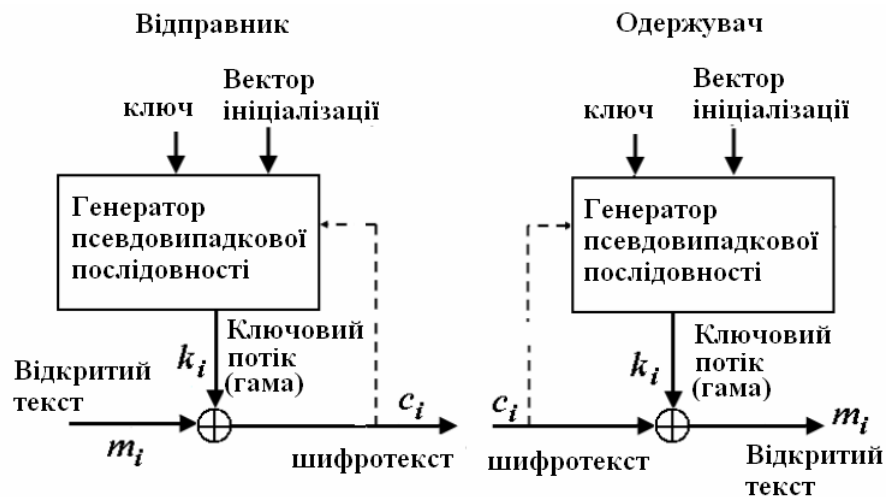 Відправник
ключ
Вектор
ініціалізації
Генератор
псевдовипадкової
послідовності
k_i
Ключовий
потік
(гама)
Відкритий
текст
m_i
c_i
шифротекст
Одержувач
ключ
Вектор
ініціалізації
Генератор
псевдовипадкової
послідовності
k_i
Ключовий
потік
(гама)
c_i
шифротекст
m_i
Відкритий
текст